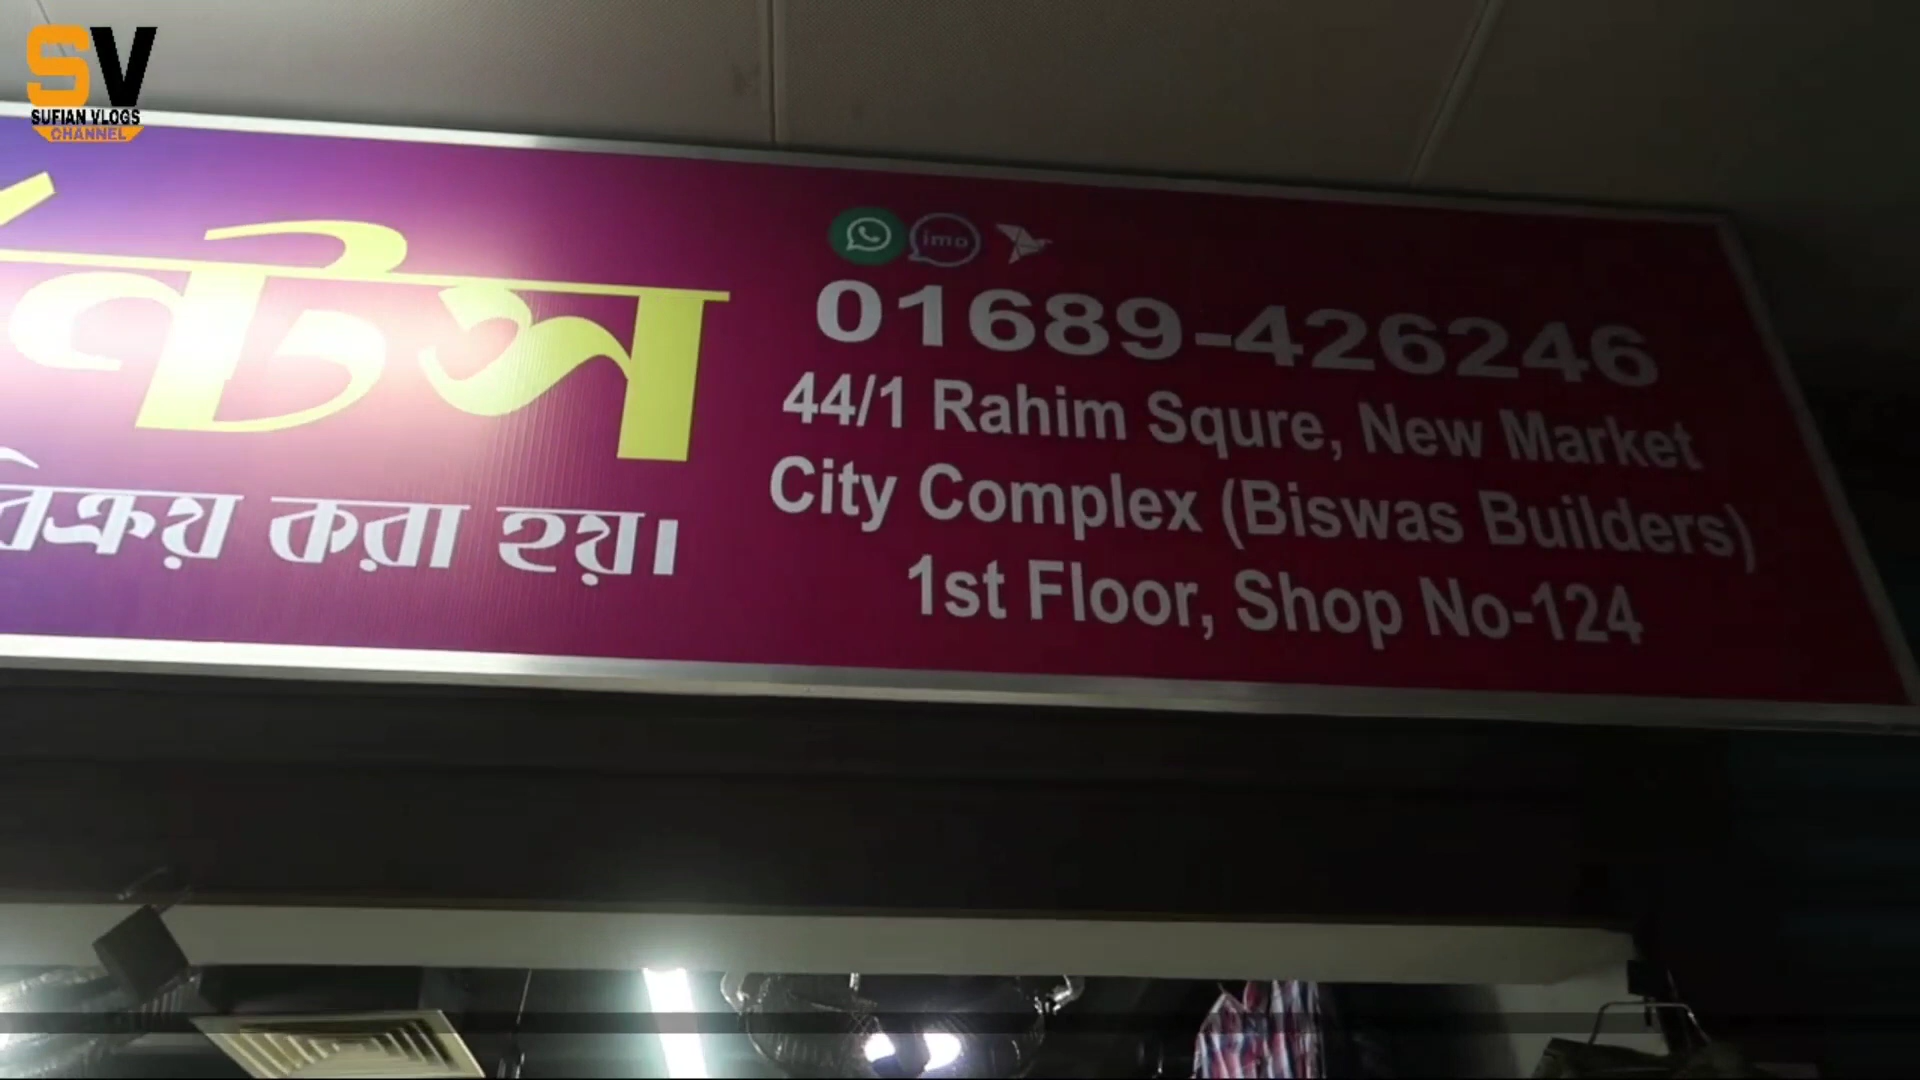 SV
SUFIAN VLOGS
CHANNEL
imo
01689-426246
44/1 Rahim Squre, New Market
City Complex (Biswas Builders)
1st Floor, Shop No-124
বিক্রয় করা হয়।